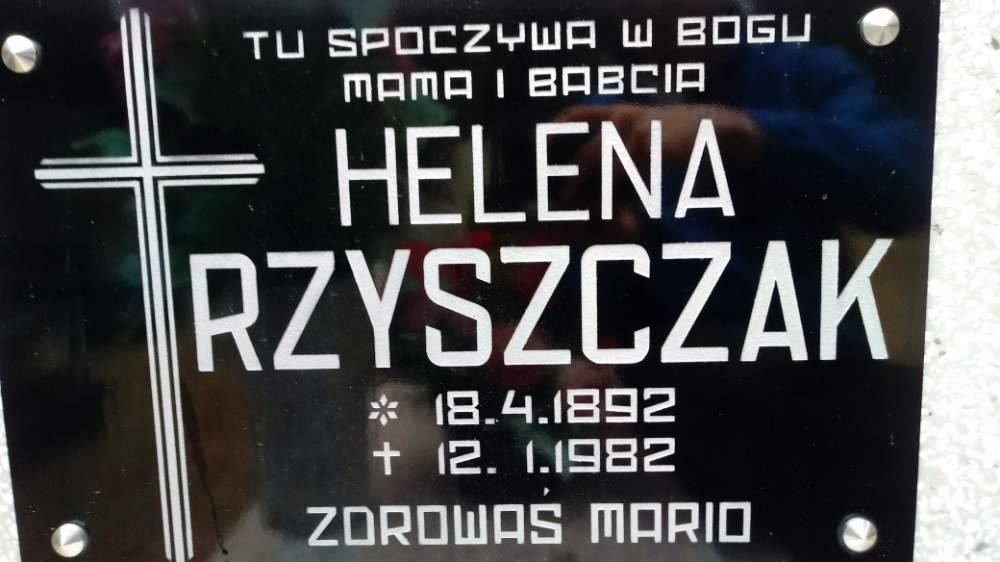 TU SPOCZYWA W BOGU
MAMA I BABCIA
HELENA
RZYSZCZAK
* 18.4.1892
† 12. 1.1982
ZDROWAŚ MARIO